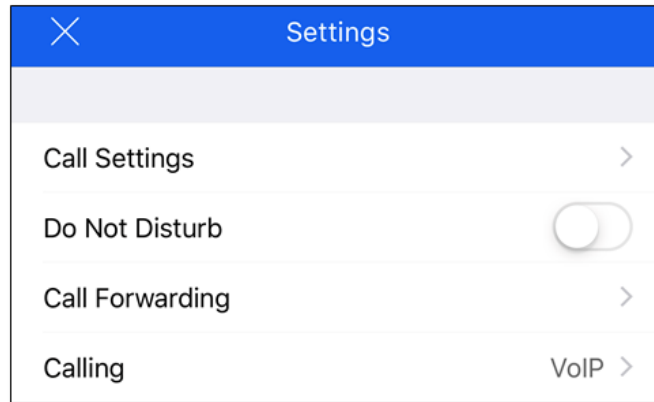 Settings
Call Settings
Do Not Disturb
Call Forwarding
Calling VoIP